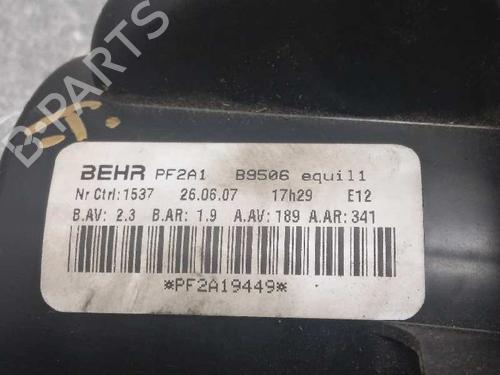 B-PARTS
BEHR PF2A1 B9506 equil1
Nr Ctrl:1537 26.06.07 17h29 E12
B.AV: 2.3 B.AR: 1.9 A.AV: 189 A.AR: 341
*PF2A19449*